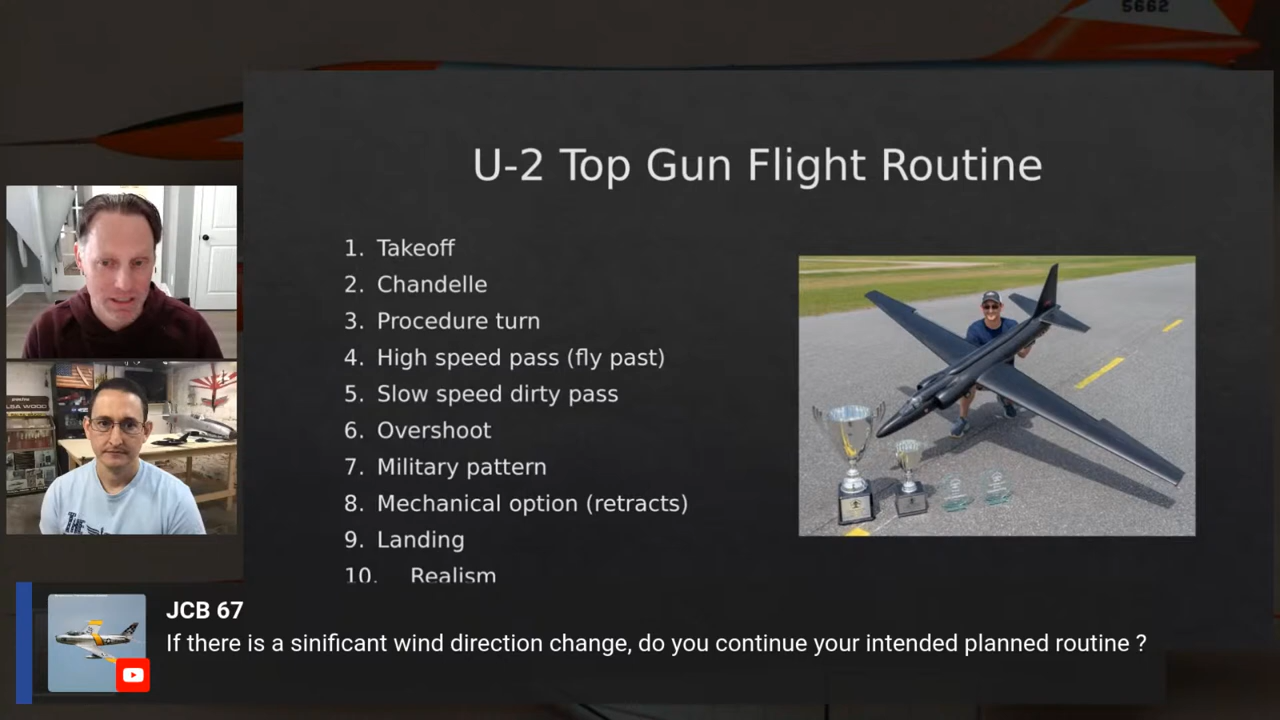 5662
U-2 Top Gun Flight Routine
1. Takeoff
2. Chandelle
3. Procedure turn
4. High speed pass (fly past)
5. Slow speed dirty pass
6. Overshoot
7. Military pattern
8. Mechanical option (retracts)
9. Landing
10. Realism
THE
JCB 67
If there is a sinificant wind direction change, do you continue your intended planned routine ?